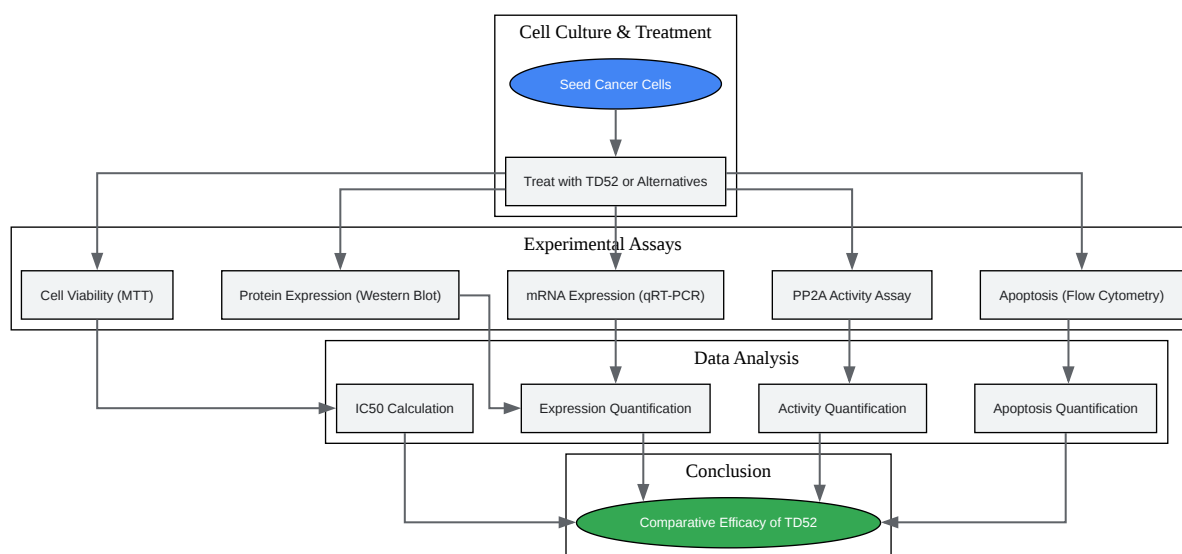 Cell Culture & Treatment
Seed Cancer Cells
Treat with TD52 or Alternatives
Experimental Assays
Cell Viability (MTT)
Protein Expression (Western Blot)
mRNA Expression (qRT-PCR)
PP2A Activity Assay
Apoptosis (Flow Cytometry)
Data Analysis
IC50 Calculation
Expression Quantification
Activity Quantification
Apoptosis Quantification
Conclusion
Comparative Efficacy of TD52